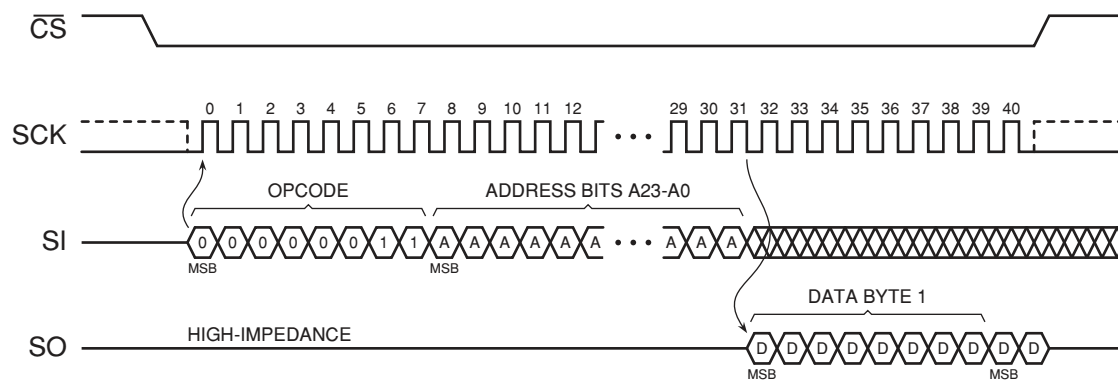 CS
0 1 2 3 4 5 6 7 8 9 10 11 12 29 30 31 32 33 34 35 36 37 38 39 40
SCK
OPCODE ADDRESS BITS A23-A0
SI 0 0 0 0 0 0 1 1 A A A A A A A A A
MSB MSB
DATA BYTE 1
HIGH-IMPEDANCE
SO D D D D D D D D D D
MSB MSB